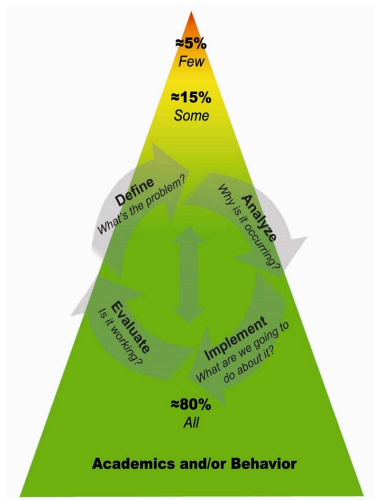 ≈5%
Few
≈15%
Some
Define
What's the problem?
Analyze
Why is it occurring?
Implement
What are we going to
do about it?
Evaluate
Is it working?
≈80%
All
Academics and/or Behavior